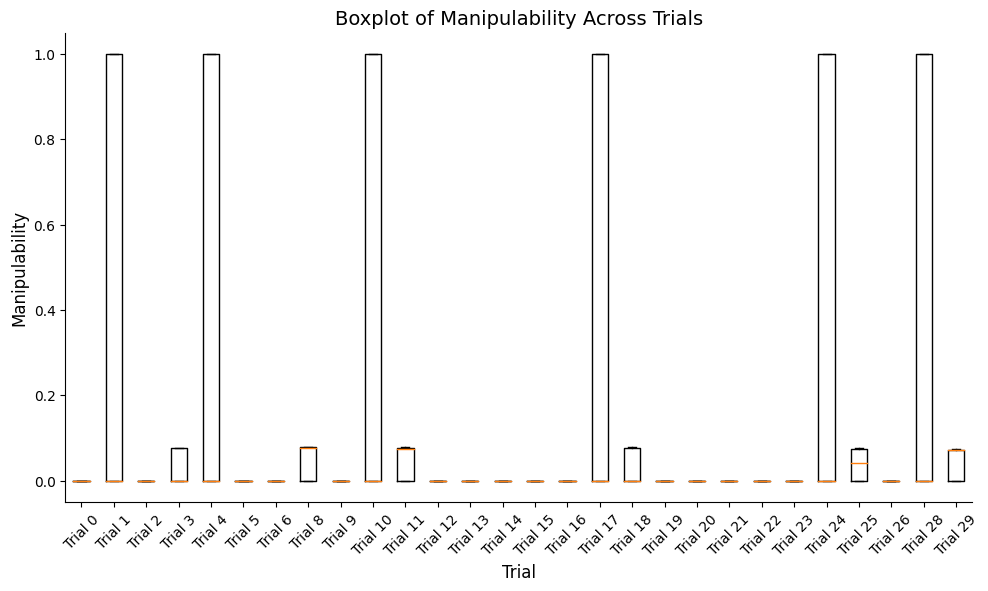 Boxplot of Manipulability Across Trials
Manipulability
1.0
0.8
0.6
0.4
0.2
0.0
Trial 0
Trial 1
Trial 2
Trial 3
Trial 4
Trial 5
Trial 6
Trial 8
Trial 9
Trial 10
Trial 11
Trial 12
Trial 13
Trial 14
Trial 15
Trial 16
Trial 17
Trial 18
Trial 19
Trial 20
Trial 21
Trial 22
Trial 23
Trial 24
Trial 25
Trial 26
Trial 28
Trial 29
Trial